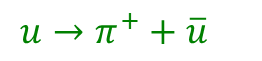 u → π⁺ + ū